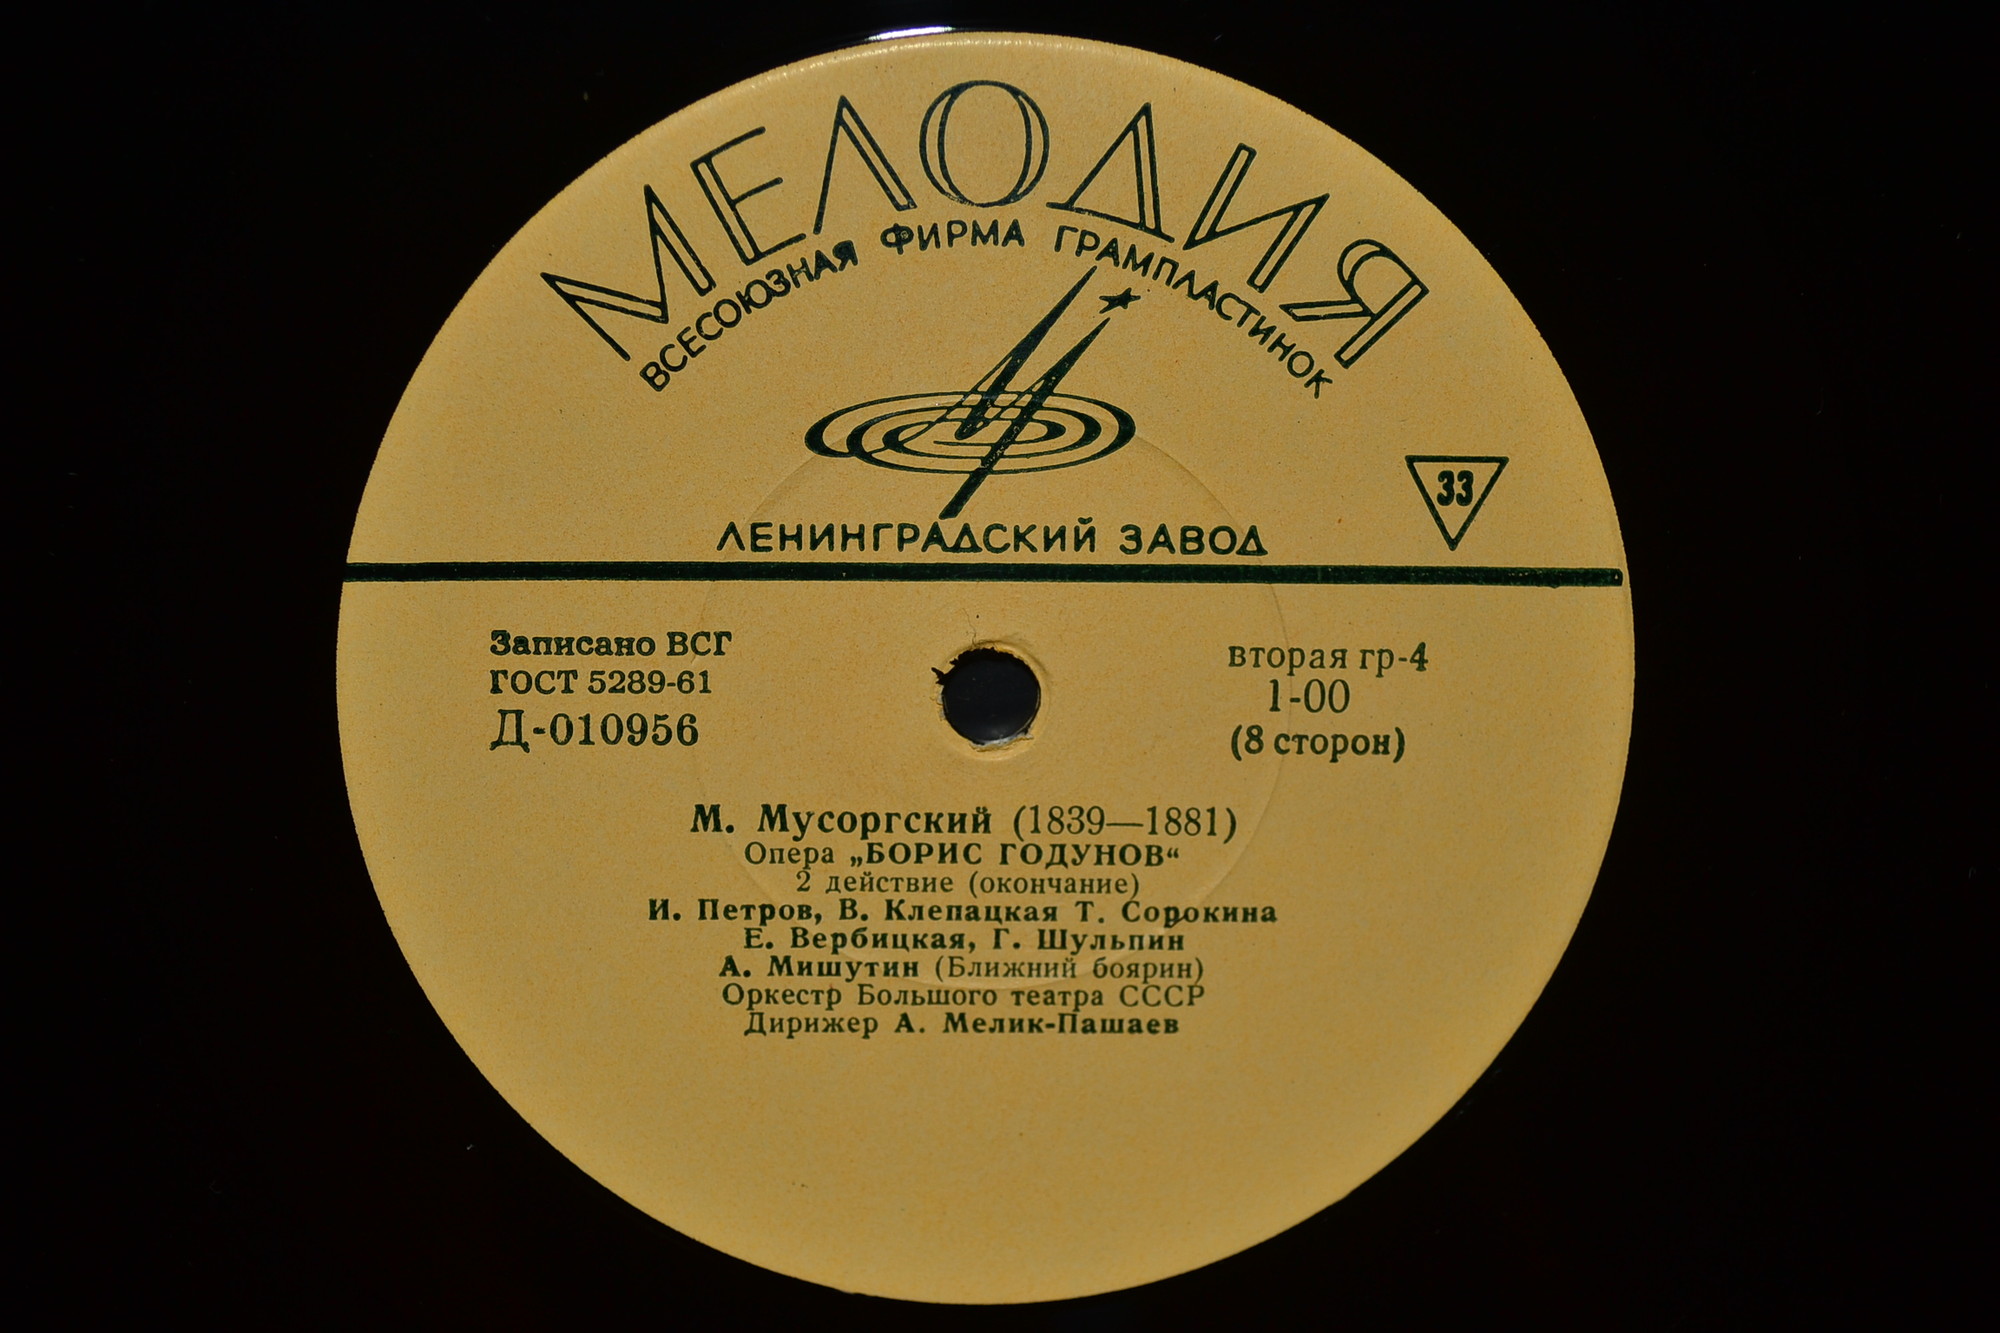 МЕЛОДИЯ
ВСЕСОЮЗНАЯ ФИРМА ГРАМПЛАСТИНОК
33
ЛЕНИНГРАДСКИЙ ЗАВОД
Записано ВСГ
ГОСТ 5289-61
Д-010956
вторая гр-4
1-00
(8 сторон)
М. Мусоргский (1839—1881)
Опера „БОРИС ГОДУНОВ“
2 действие (окончание)
И. Петров, В. Клепацкая Т. Сорокина
Е. Вербицкая, Г. Шульпин
А. Мишутин (Ближний боярин)
Оркестр Большого театра СССР
Дирижер А. Мелик-Пашаев